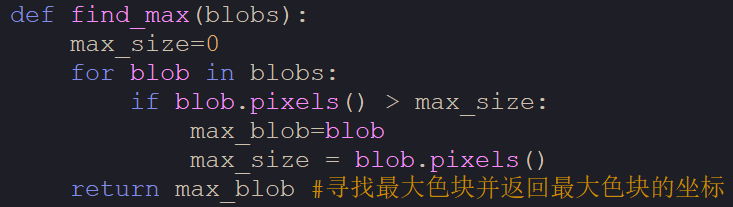 def find_max(blobs):
    max_size=0
    for blob in blobs:
        if blob.pixels() > max_size:
            max_blob=blob
            max_size = blob.pixels()
    return max_blob #寻找最大色块并返回最大色块的坐标